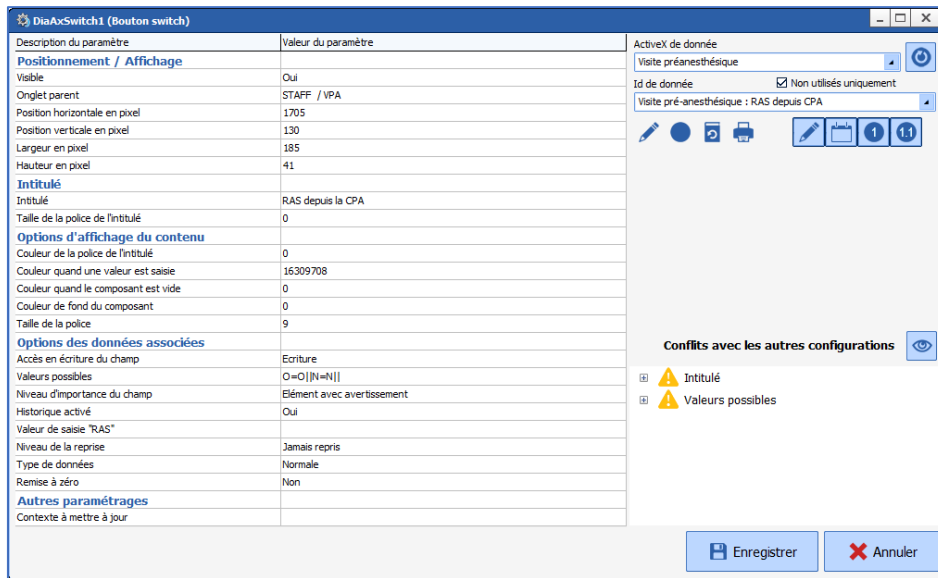 DiaAxSwitch1 (Bouton switch)
Description du paramètre Valeur du paramètre
Positionnement / Affichage
Visible Oui
Onglet parent STAFF / VPA
Position horizontale en pixel 1705
Position verticale en pixel 130
Largeur en pixel 185
Hauteur en pixel 41
Intitulé
Intitulé RAS depuis la CPA
Taille de la police de l'intitulé 0
Options d'affichage du contenu
Couleur de la police de l'intitulé 0
Couleur quand une valeur est saisie 16309708
Couleur quand le composant est vide 0
Couleur de fond du composant 0
Taille de la police 9
Options des données associées
Accès en écriture du champ Ecriture
Valeurs possibles O=O||N=N||
Niveau d'importance du champ Elément avec avertissement
Historique activé Oui
Valeur de saisie "RAS"
Niveau de la reprise Jamais repris
Type de données Normale
Remise à zéro Non
Autres paramétrages
Contexte à mettre à jour
ActiveX de donnée
Visite préanesthésique
Id de donnée Non utilisés uniquement
Visite pré-anesthésique : RAS depuis CPA
1 1.1
Conflits avec les autres configurations
Intitulé
Valeurs possibles
Enregistrer Annuler